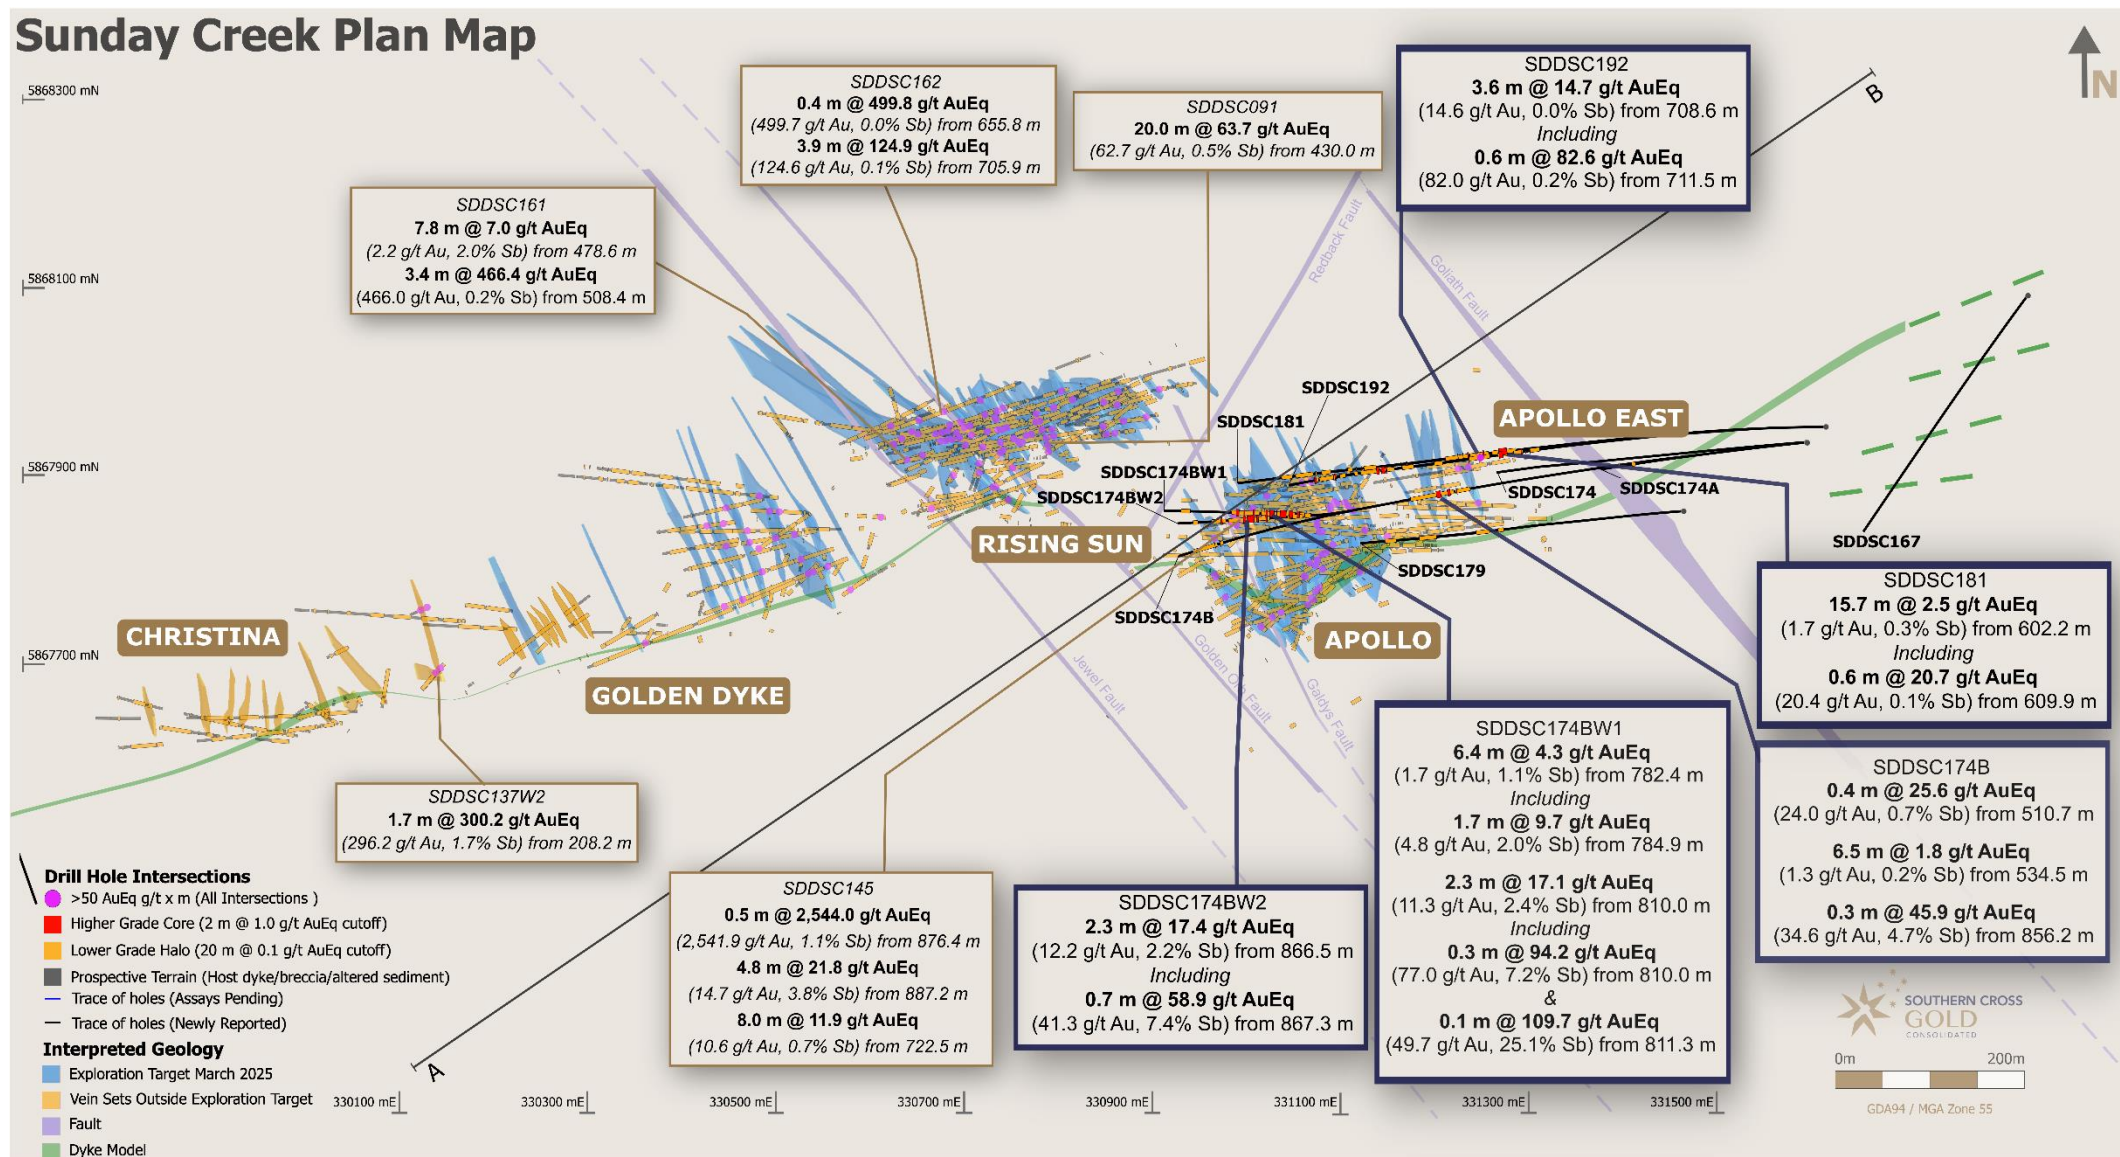 Sunday Creek Plan Map
N
5868300 mN
5868100 mN
5867900 mN
5867700 mN
SDDSC162
0.4 m @ 499.8 g/t AuEq
(499.7 g/t Au, 0.0% Sb) from 655.8 m
3.9 m @ 124.9 g/t AuEq
(124.6 g/t Au, 0.1% Sb) from 705.9 m
SDDSC091
20.0 m @ 63.7 g/t AuEq
(62.7 g/t Au, 0.5% Sb) from 430.0 m
SDDSC192
3.6 m @ 14.7 g/t AuEq
(14.6 g/t Au, 0.0% Sb) from 708.6 m
Including
0.6 m @ 82.6 g/t AuEq
(82.0 g/t Au, 0.2% Sb) from 711.5 m
B
SDDSC161
7.8 m @ 7.0 g/t AuEq
(2.2 g/t Au, 2.0% Sb) from 478.6 m
3.4 m @ 466.4 g/t AuEq
(466.0 g/t Au, 0.2% Sb) from 508.4 m
Redback Fault
Goliath Fault
SDDSC192
SDDSC181
APOLLO EAST
SDDSC174BW1
SDDSC174BW2
SDDSC174
SDDSC174A
RISING SUN
SDDSC167
SDDSC179
SDDSC174B
CHRISTINA
APOLLO
GOLDEN DYKE
Jewel Fault
Golden Orb Fault
Galdys Fault
SDDSC181
15.7 m @ 2.5 g/t AuEq
(1.7 g/t Au, 0.3% Sb) from 602.2 m
Including
0.6 m @ 20.7 g/t AuEq
(20.4 g/t Au, 0.1% Sb) from 609.9 m
SDDSC137W2
1.7 m @ 300.2 g/t AuEq
(296.2 g/t Au, 1.7% Sb) from 208.2 m
SDDSC145
0.5 m @ 2,544.0 g/t AuEq
(2,541.9 g/t Au, 1.1% Sb) from 876.4 m
4.8 m @ 21.8 g/t AuEq
(14.7 g/t Au, 3.8% Sb) from 887.2 m
8.0 m @ 11.9 g/t AuEq
(10.6 g/t Au, 0.7% Sb) from 722.5 m
SDDSC174BW2
2.3 m @ 17.4 g/t AuEq
(12.2 g/t Au, 2.2% Sb) from 866.5 m
Including
0.7 m @ 58.9 g/t AuEq
(41.3 g/t Au, 7.4% Sb) from 867.3 m
SDDSC174BW1
6.4 m @ 4.3 g/t AuEq
(1.7 g/t Au, 1.1% Sb) from 782.4 m
Including
1.7 m @ 9.7 g/t AuEq
(4.8 g/t Au, 2.0% Sb) from 784.9 m
2.3 m @ 17.1 g/t AuEq
(11.3 g/t Au, 2.4% Sb) from 810.0 m
Including
0.3 m @ 94.2 g/t AuEq
(77.0 g/t Au, 7.2% Sb) from 810.0 m
&
0.1 m @ 109.7 g/t AuEq
(49.7 g/t Au, 25.1% Sb) from 811.3 m
SDDSC174B
0.4 m @ 25.6 g/t AuEq
(24.0 g/t Au, 0.7% Sb) from 510.7 m
6.5 m @ 1.8 g/t AuEq
(1.3 g/t Au, 0.2% Sb) from 534.5 m
0.3 m @ 45.9 g/t AuEq
(34.6 g/t Au, 4.7% Sb) from 856.2 m
A
Drill Hole Intersections
>50 AuEq g/t x m (All Intersections )
Higher Grade Core (2 m @ 1.0 g/t AuEq cutoff)
Lower Grade Halo (20 m @ 0.1 g/t AuEq cutoff)
Prospective Terrain (Host dyke/breccia/altered sediment)
Trace of holes (Assays Pending)
Trace of holes (Newly Reported)
Interpreted Geology
Exploration Target March 2025
Vein Sets Outside Exploration Target
Fault
Dyke Model
330100 mE
330300 mE
330500 mE
330700 mE
330900 mE
331100 mE
331300 mE
331500 mE
SOUTHERN CROSS
GOLD
CONSOLIDATED
0m
200m
GDA94 / MGA Zone 55